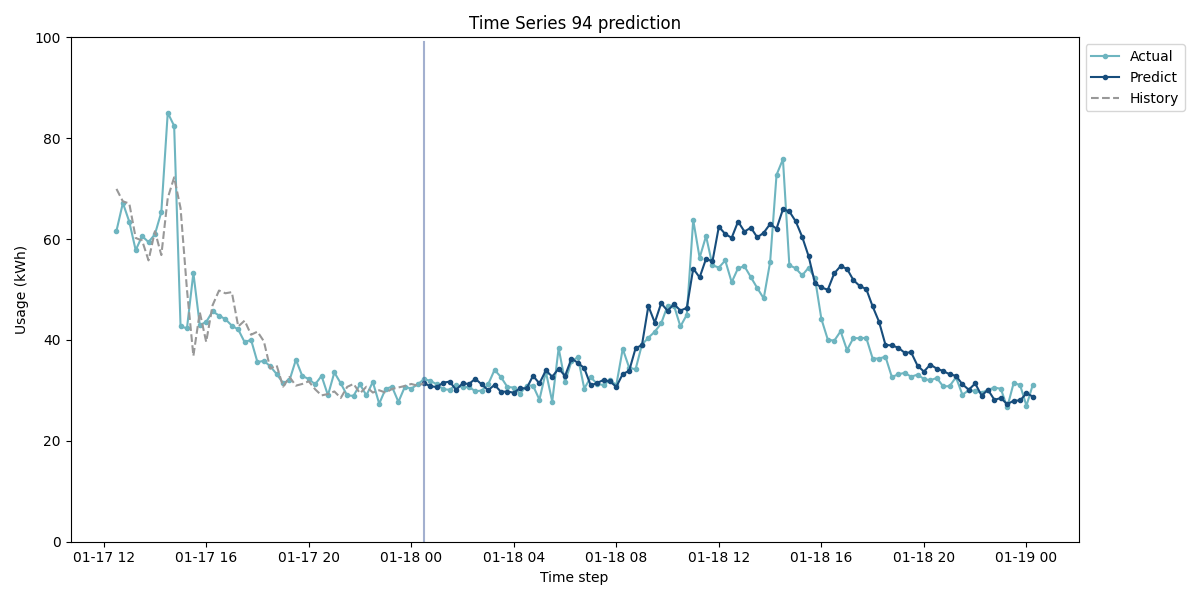 Time Series 94 prediction
Usage (kWh)
100
80
60
40
20
0
01-17 12
01-17 16
01-17 20
01-18 00
01-18 04
01-18 08
01-18 12
01-18 16
01-18 20
01-19 00
Time step
Actual
Predict
History